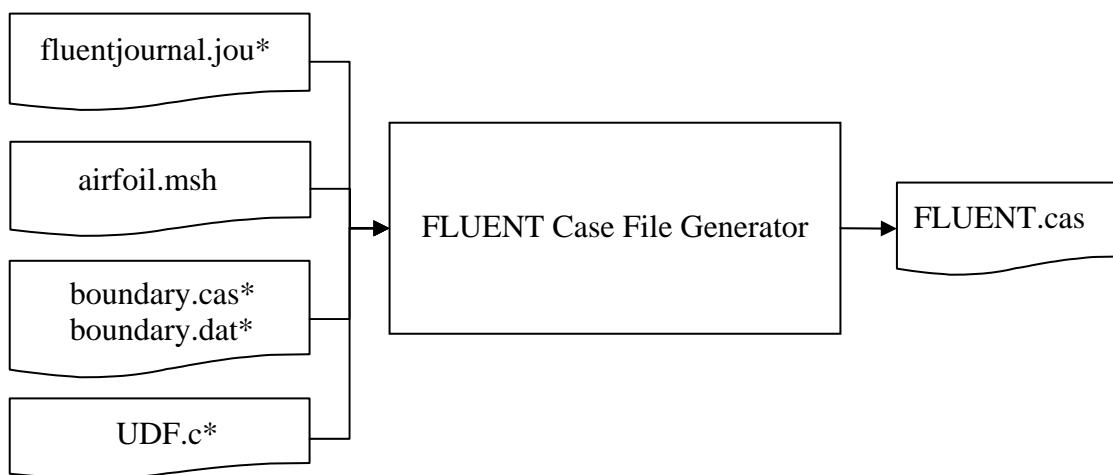 fluentjournal.jou*
airfoil.msh
boundary.cas*
boundary.dat*
UDF.c*
FLUENT Case File Generator
FLUENT.cas